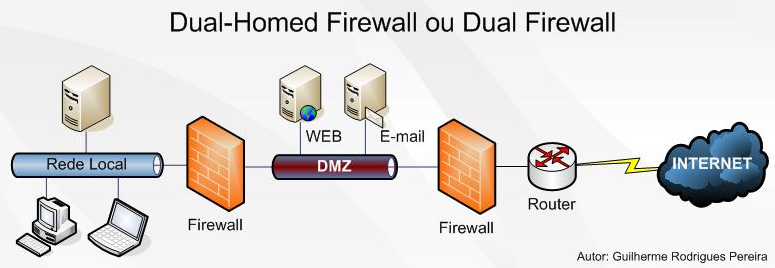 Dual-Homed Firewall ou Dual Firewall
WEB
E-mail
Rede Local
DMZ
INTERNET
Firewall
Firewall
Router
Autor: Guilherme Rodrigues Pereira